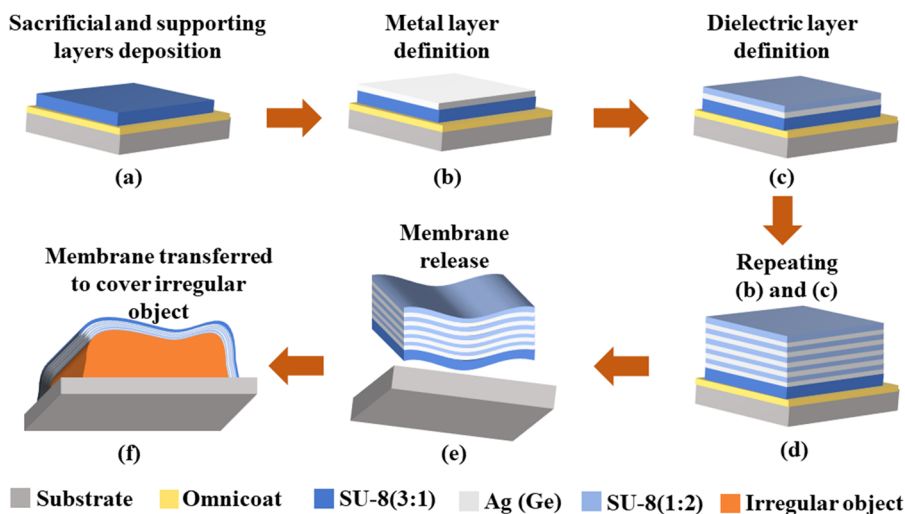 Sacrificial and supporting
layers deposition
(a)
Metal layer
definition
(b)
Dielectric layer
definition
(c)
Repeating
(b) and (c)
(d)
Membrane
release
(e)
Membrane transferred
to cover irregular
object
(f)
Substrate
Omnicoat
SU-8(3:1)
Ag (Ge)
SU-8(1:2)
Irregular object